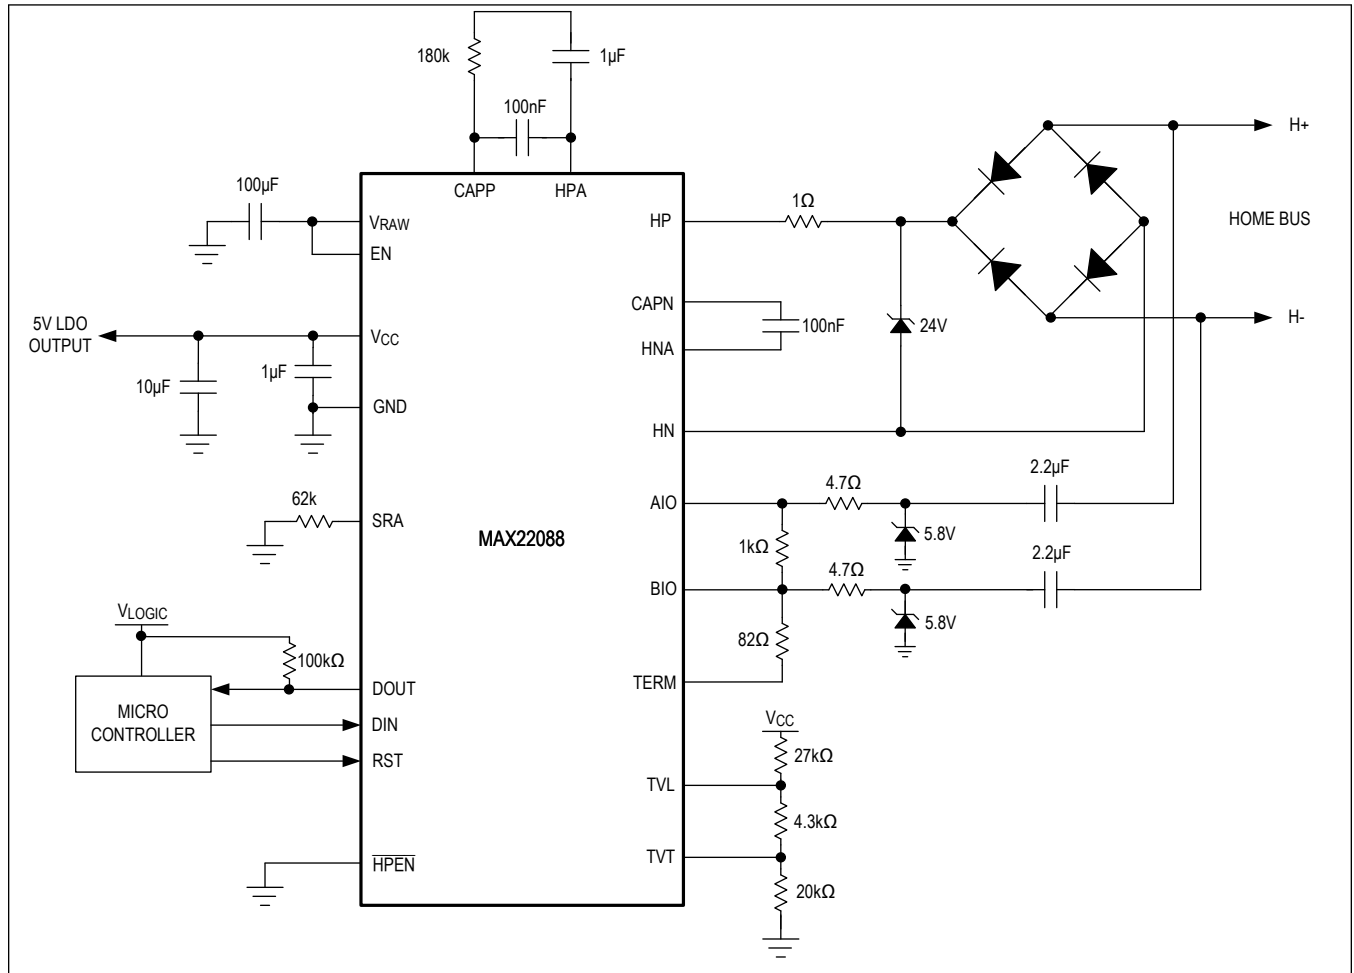 180k
1µF
100nF
CAPP
HPA
100µF
VRAW
EN
5V LDO
OUTPUT
VCC
10µF
1µF
GND
62k
SRA
VLOGIC
100kΩ
MICRO
CONTROLLER
DOUT
DIN
RST
HPEN
MAX22088
HP
1Ω
CAPN
100nF
HNA
24V
HN
H+
HOME BUS
H-
AIO
4.7Ω
2.2µF
5.8V
1kΩ
BIO
4.7Ω
2.2µF
5.8V
82Ω
TERM
VCC
27kΩ
TVL
4.3kΩ
TVT
20kΩ